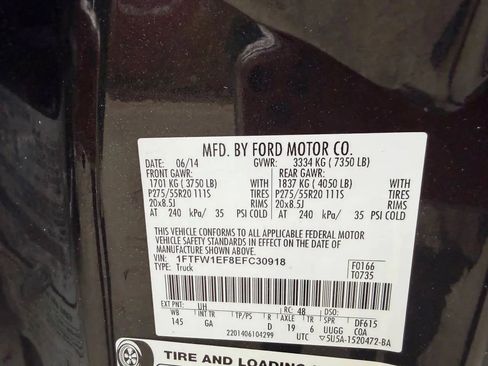 MFD. BY FORD MOTOR CO.
DATE: 06/14 GVWR: 3334 KG ( 7350 LB)
FRONT GAWR: REAR GAWR:
1701 KG ( 3750 LB) 1837 KG ( 4050 LB)
P275/55R20 111S TIRES P275/55R20 111S TIRES
20x8.5J RIMS 20x8.5J RIMS
AT 240 kPa/ 35 PSI COLD AT 240 kPa/ 35 PSI COLD
THIS VEHICLE CONFORMS TO ALL APPLICABLE FEDERAL MOTOR
VEHICLE SAFETY STANDARDS IN EFFECT ON THE DATE OF
MANUFACTURE SHOWN ABOVE.
VIN: 1FTFW1EF8EFC30918 F0166
TYPE: Truck T0735
EXT PNT: UH RC: 48 DSO:
WB INT TR TP/PS R AXLE TR SPR DF615
145 GA D 19 6 UUGG COA
2201406104299 UTC ▽5U5A-1520472-BA
TIRE AND LOADING